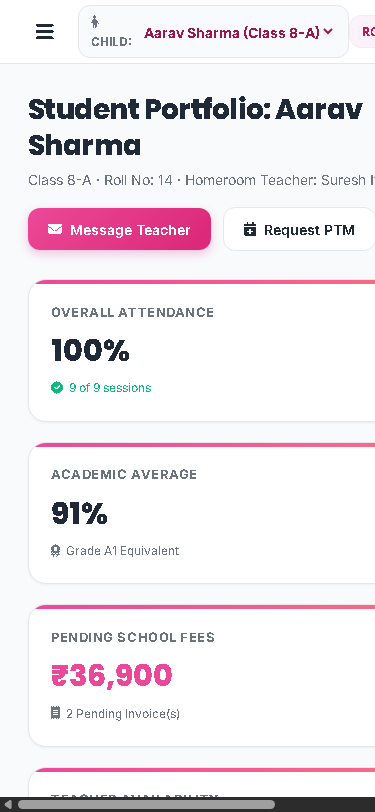 CHILD:
Aarav Sharma (Class 8-A)
Student Portfolio: Aarav
Sharma
Class 8-A · Roll No: 14 · Homeroom Teacher: Suresh
Message Teacher
Request PTM
OVERALL ATTENDANCE
100%
9 of 9 sessions
ACADEMIC AVERAGE
91%
Grade A1 Equivalent
PENDING SCHOOL FEES
₹36,900
2 Pending Invoice(s)